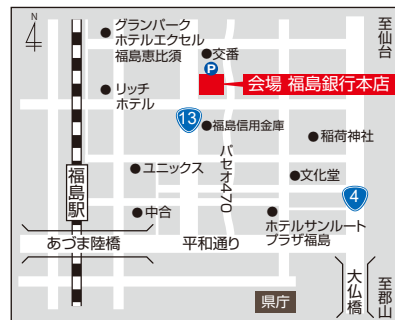 N
4
グランパーク
ホテルエクセル
福島恵比須
交番
P
至仙台
リッチ
ホテル
会場 福島銀行本店
13
福島信用金庫
稲荷神社
パセオ470
ユニックス
文化堂
福島駅
4
中合
ホテルサンルート
プラザ福島
あづま陸橋
平和通り
大仏橋
至郡山
県庁